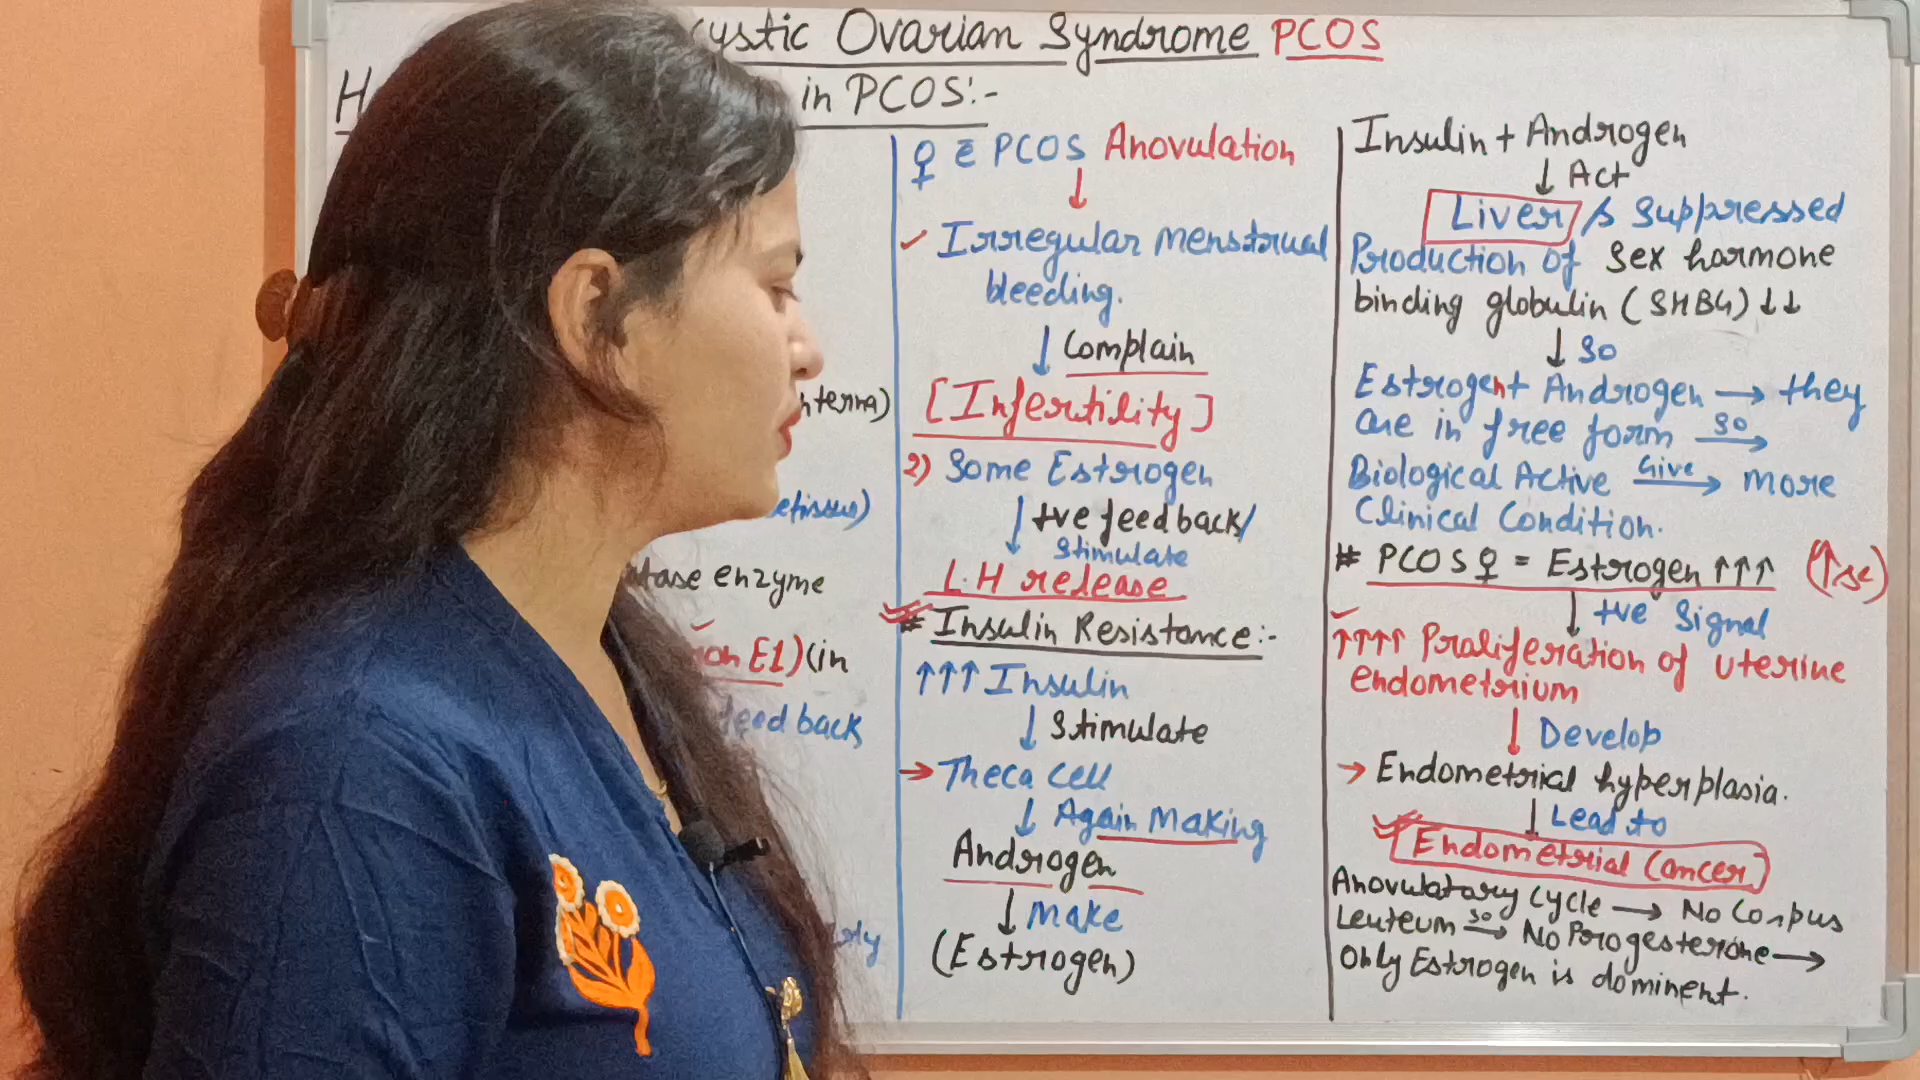 cystic Ovarian Syndrome PCOS
H in PCOS:-
nterna)
etissue)
atase enzyme
on E1) (in
feed back
♀ c̄ PCOS Anovulation
↓
✓ Irregular menstrual
bleeding.
↓ Complain
[Infertility]
2) Some Estrogen
↓ +ve feedback/
Stimulate
L.H release
# Insulin Resistance:-
↑↑↑ Insulin
↓ Stimulate
→ Theca cell
↓ Again Making
Androgen
↓ Make
(Estrogen)
Insulin + Androgen
↓ Act
Liver /s Suppressed
Production of Sex hormone
binding globulin (SHBG) ↓↓
↓ so
Estrogen+ Androgen → they
are in free form so →
Biological Active Give → more
Clinical Condition.
# PCOS ♀ = Estrogen ↑↑↑ (↑se)
↓ +ve Signal
↑↑↑↑ Proliferation of uterine
endometrium
↓ Develop
→ Endometrial hyperplasia.
↓ Lead to
Endometrial Cancer
Anovulatary Cycle → No Corpus
Leuteum so → No Progesterone →
Only Estrogen is dominent.